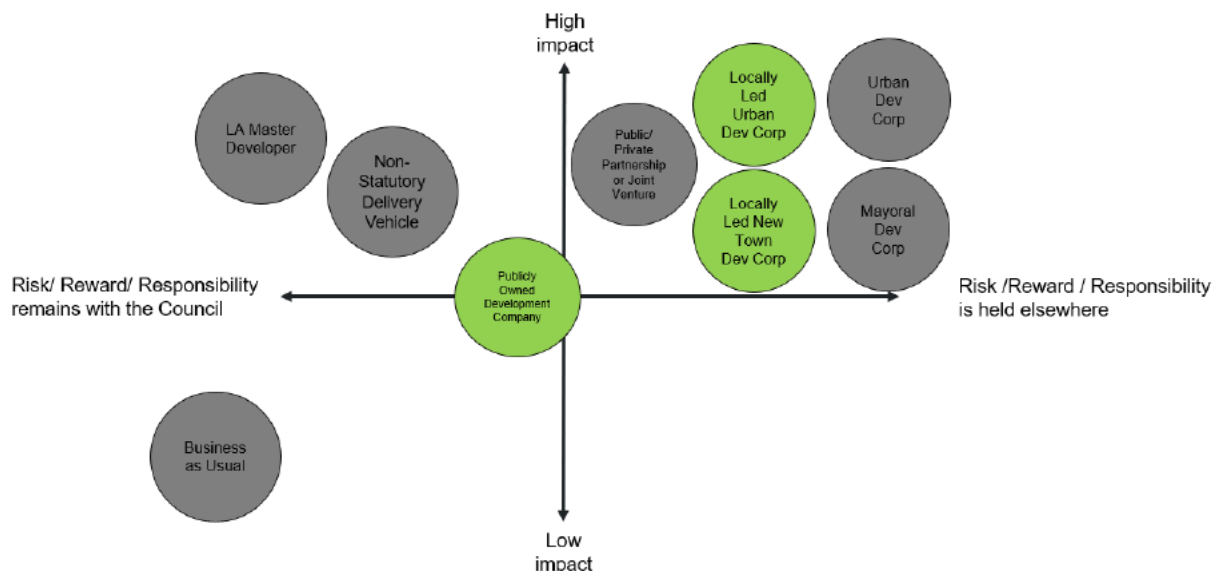 High
impact
LA Master
Developer
Non-
Statutory
Delivery
Vehicle
Public/
Private
Partnership
or Joint
Venture
Locally
Led
Urban
Dev Corp
Urban
Dev
Corp
Locally
Led New
Town
Dev Corp
Mayoral
Dev
Corp
Risk/ Reward/ Responsibility
remains with the Council
Publicly
Owned
Development
Company
Risk /Reward / Responsibility
is held elsewhere
Business
as Usual
Low
impact